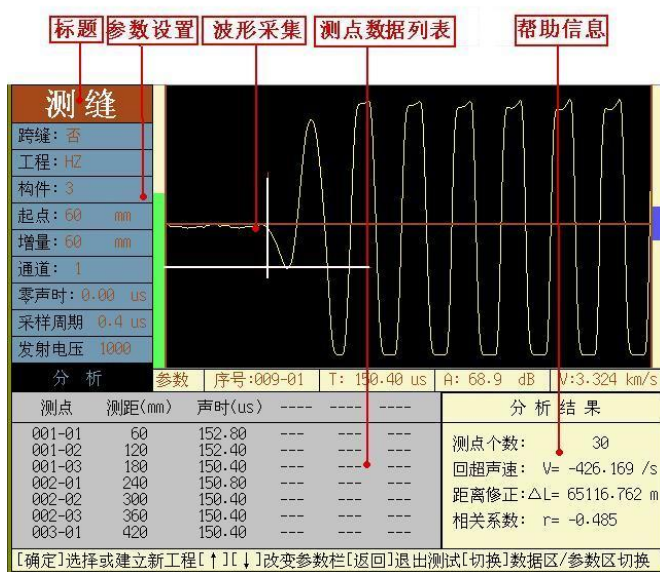 标题 参数设置 波形采集 测点数据列表 帮助信息
测缝
跨缝: 否
工程: HZ
构件: 3
起点: 60 mm
增量: 60 mm
通道: 1
零声时: 0.00 us
采样周期 0.4 us
发射电压 1000
分 析 参数 序号:009-01 T: 150.40 us A: 68.9 dB V:3.324 km/s
测点 测距(mm) 声时(us) ---- ---- ----
001-01 60 152.80 --- --- ---
001-02 120 152.40 --- --- ---
001-03 180 150.40 --- --- ---
002-01 240 150.80 --- --- ---
002-02 300 150.40 --- --- ---
002-03 360 150.40 --- --- ---
003-01 420 150.40 --- --- ---
分 析 结 果
测点个数: 30
回超声速: V= -426.169 /s
距离修正:△L= 65116.762 m
相关系数: r= -0.485
[确定]选择或建立新工程[↑][↓]改变参数栏[返回]退出测试[切换]数据区/参数区切换